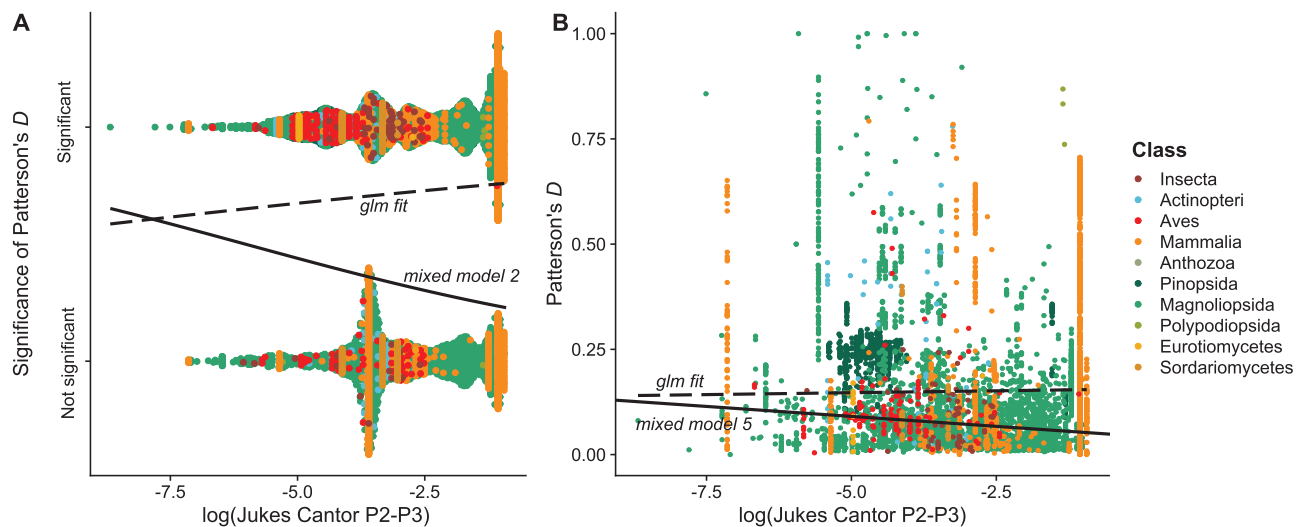 A
Significance of Patterson's D
Significant
Not significant
glm fit
mixed model 2
-7.5
-5.0
-2.5
log(Jukes Cantor P2-P3)
B
Patterson's D
1.00
0.75
0.50
0.25
0.00
glm fit
mixed model 5
-7.5
-5.0
-2.5
log(Jukes Cantor P2-P3)
Class
Insecta
Actinopteri
Aves
Mammalia
Anthozoa
Pinopsida
Magnoliopsida
Polypodiopsida
Eurotiomycetes
Sordariomycetes